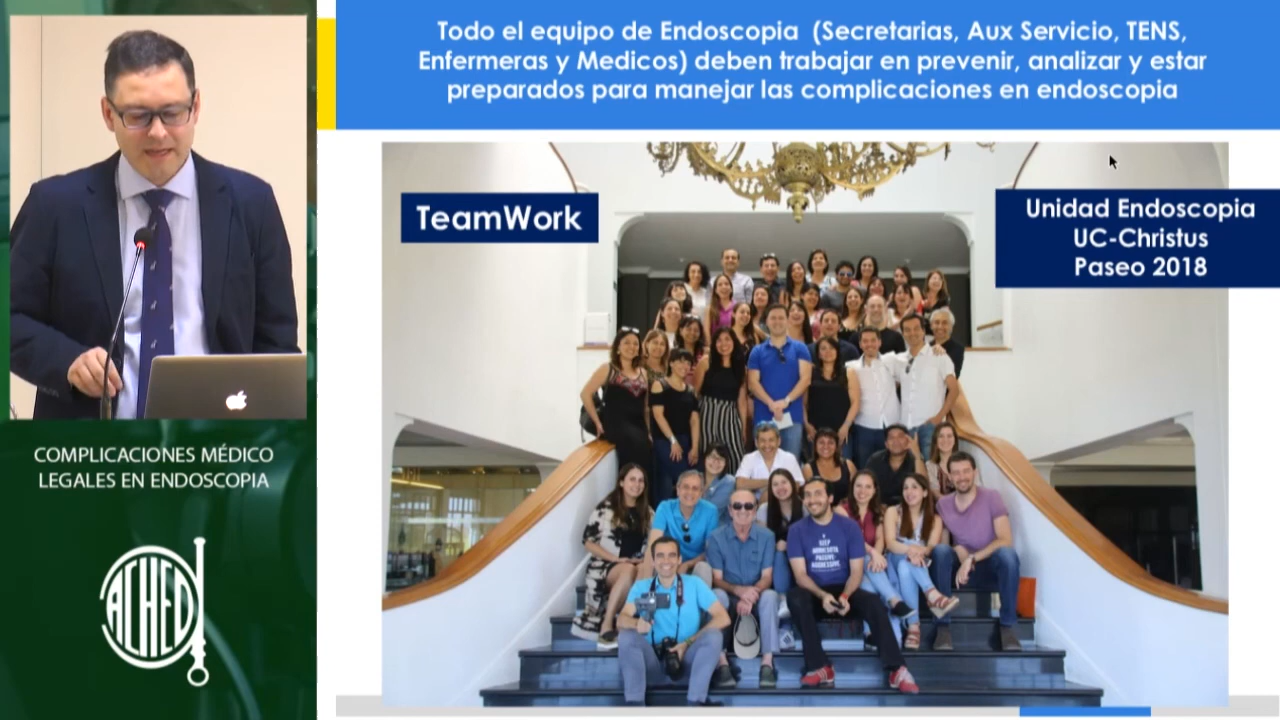 Todo el equipo de Endoscopia (Secretarias, Aux Servicio, TENS,
Enfermeras y Medicos) deben trabajar en prevenir, analizar y estar
preparados para manejar las complicaciones en endoscopia
TeamWork
Unidad Endoscopia
UC-Christus
Paseo 2018
COMPLICACIONES MÉDICO
LEGALES EN ENDOSCOPIA
ACHED